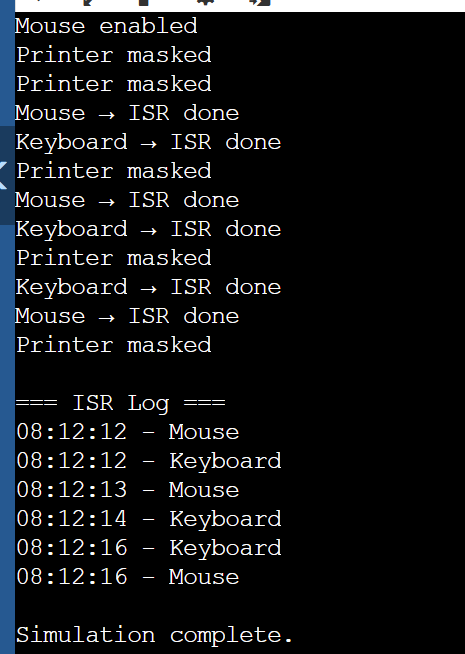 Mouse enabled
Printer masked
Printer masked
Mouse → ISR done
Keyboard → ISR done
Printer masked
Mouse → ISR done
Keyboard → ISR done
Printer masked
Keyboard → ISR done
Mouse → ISR done
Printer masked
=== ISR Log ===
08:12:12 - Mouse
08:12:12 - Keyboard
08:12:13 - Mouse
08:12:14 - Keyboard
08:12:16 - Keyboard
08:12:16 - Mouse
Simulation complete.